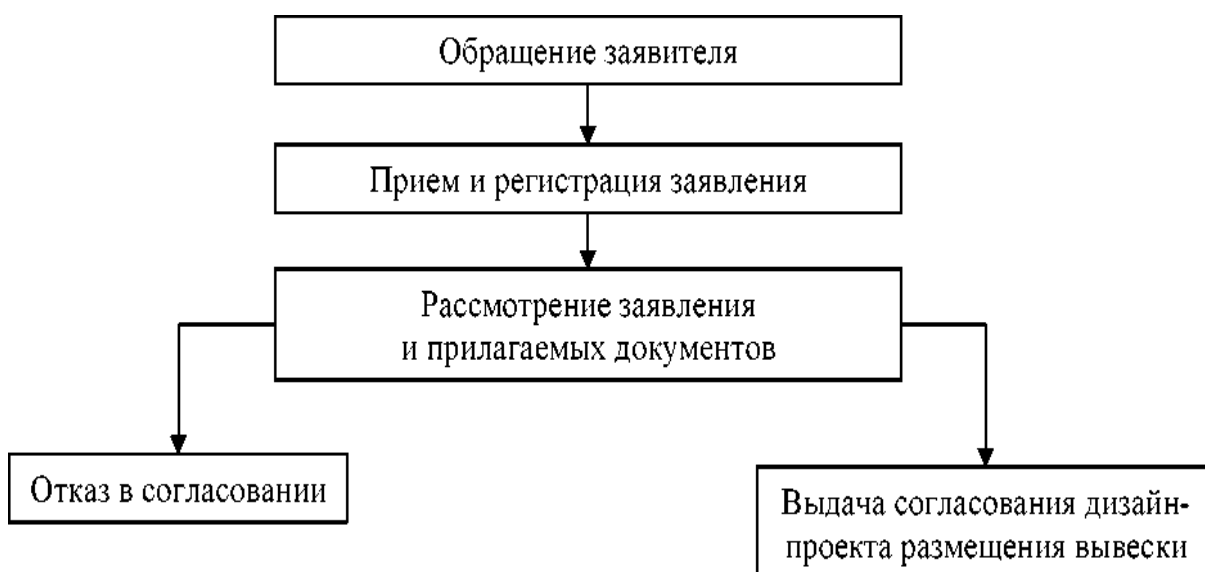 Обращение заявителя
Прием и регистрация заявления
Рассмотрение заявления
и прилагаемых документов
Отказ в согласовании
Выдача согласования дизайн-
проекта размещения вывески